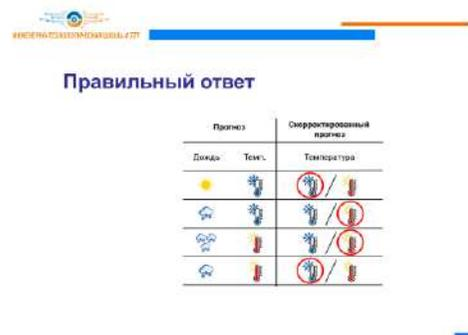 Правильный ответ
Прогноз
Скорректированный
прогноз
Дождь Темп. Температура